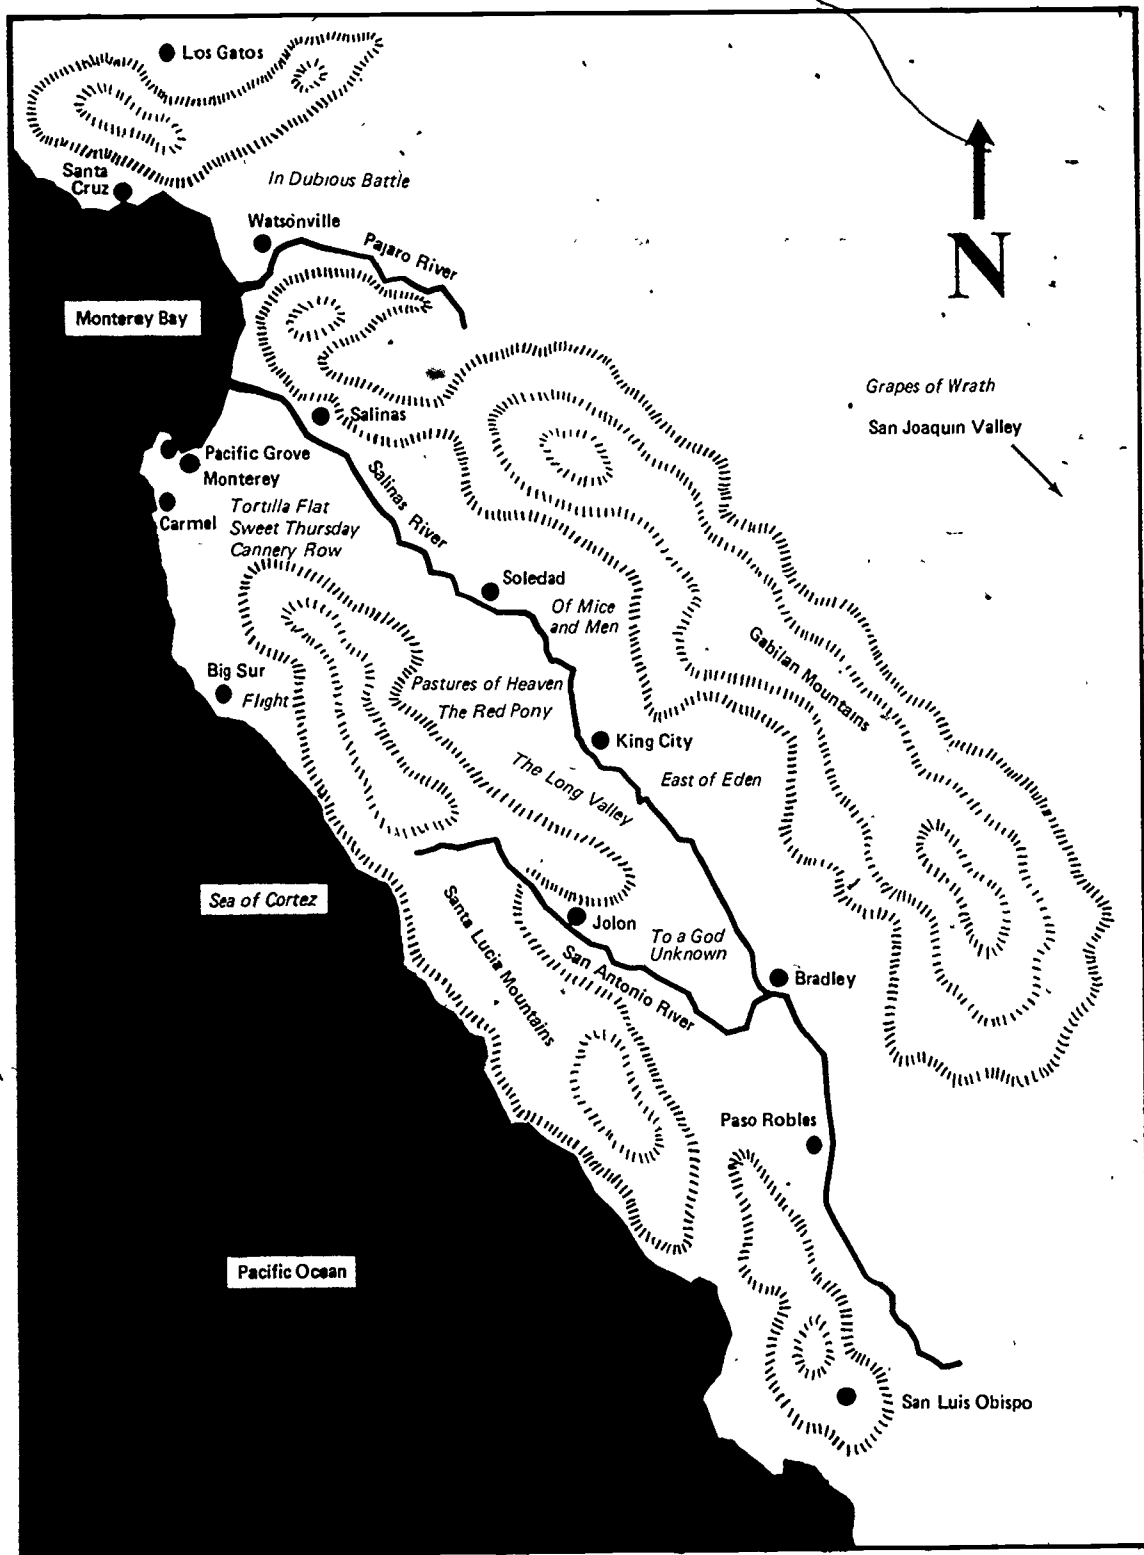 Los Gatos
Santa
Cruz
In Dubious Battle
Watsonville
Pajaro River
Monterey Bay
N
Grapes of Wrath
San Joaquin Valley
Salinas
Pacific Grove
Monterey
Carmel
Tortilla Flat
Sweet Thursday
Cannery Row
Salinas River
Soledad
Of Mice
and Men
Gabilan Mountains
Big Sur
Flight
Pastures of Heaven
The Red Pony
King City
The Long Valley
East of Eden
Sea of Cortez
Santa Lucia Mountains
Jolon
To a God
Unknown
San Antonio River
Bradley
Paso Robles
Pacific Ocean
San Luis Obispo